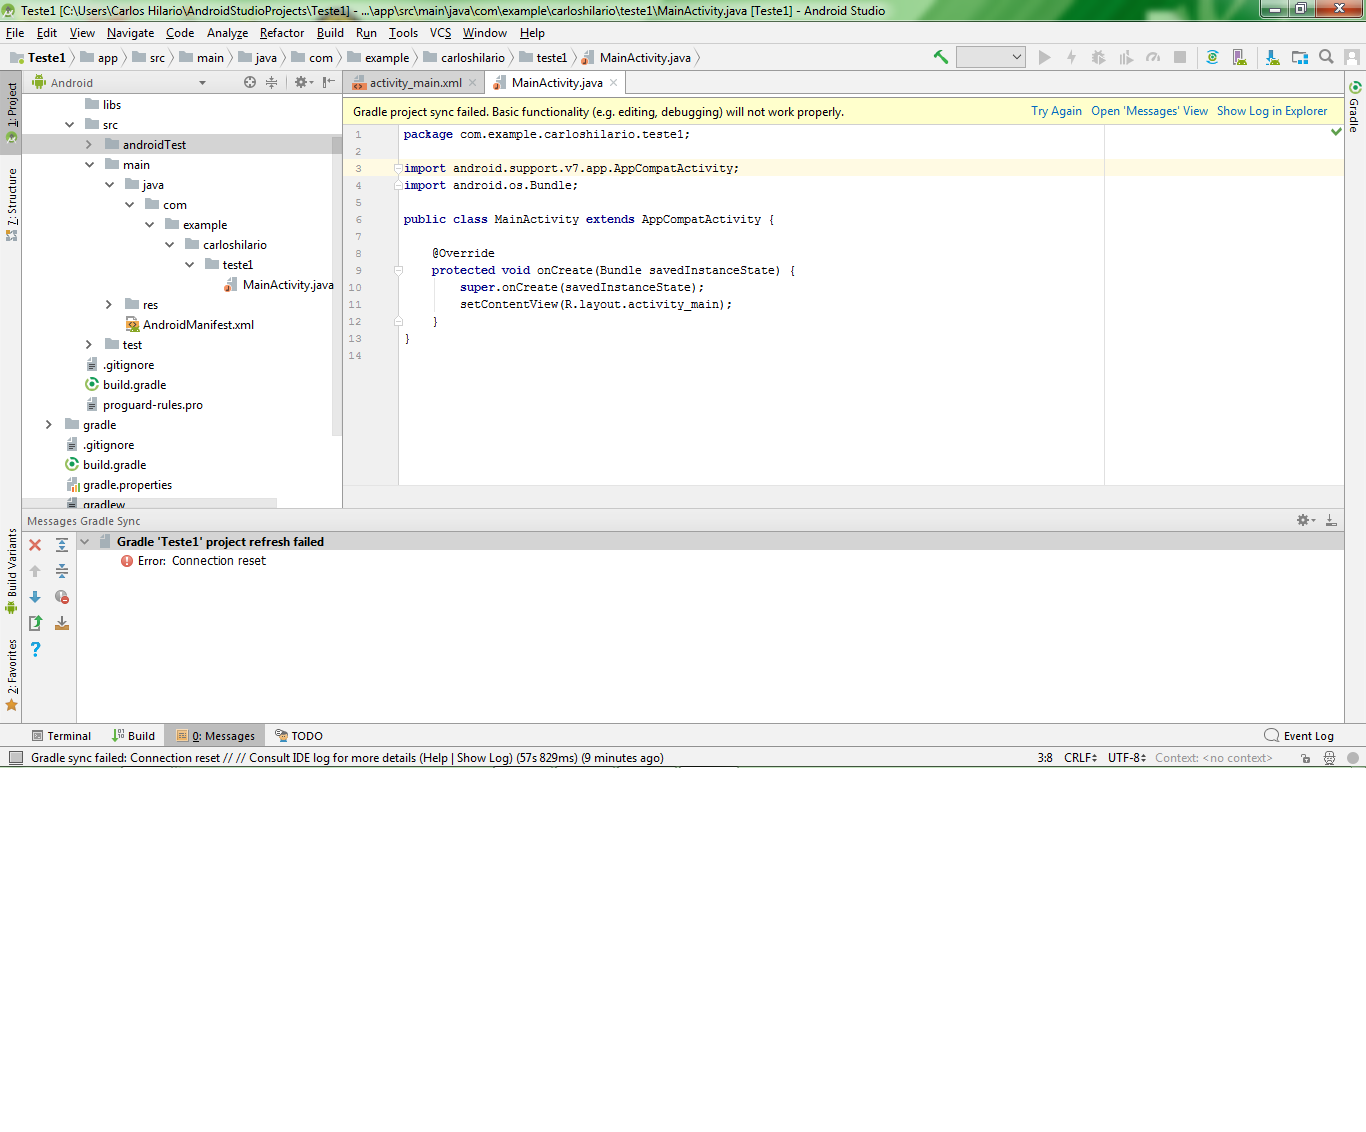 Teste1 [C:\Users\Carlos Hilario\AndroidStudioProjects\Teste1] - ...\app\src\main\java\com\example\carloshilario\teste1\MainActivity.java [Teste1] - Android Studio
File Edit View Navigate Code Analyze Refactor Build Run Tools VCS Window Help
Teste1 app src main java com example carloshilario teste1 MainActivity.java
1: Project
7: Structure
Build Variants
2: Favorites
Android
libs
src
androidTest
main
java
com
example
carloshilario
teste1
MainActivity.java
res
AndroidManifest.xml
test
.gitignore
build.gradle
proguard-rules.pro
gradle
.gitignore
build.gradle
gradle.properties
gradlew
activity_main.xml MainActivity.java
Gradle project sync failed. Basic functionality (e.g. editing, debugging) will not work properly. Try Again Open 'Messages' View Show Log in Explorer
1 package com.example.carloshilario.teste1;
2
3 import android.support.v7.app.AppCompatActivity;
4 import android.os.Bundle;
5
6 public class MainActivity extends AppCompatActivity {
7
8 @Override
9 protected void onCreate(Bundle savedInstanceState) {
10 super.onCreate(savedInstanceState);
11 setContentView(R.layout.activity_main);
12 }
13 }
14
Gradle
Messages Gradle Sync
Gradle 'Teste1' project refresh failed
Error: Connection reset
Terminal Build 0: Messages TODO Event Log
Gradle sync failed: Connection reset // // Consult IDE log for more details (Help | Show Log) (57s 829ms) (9 minutes ago) 3:8 CRLF UTF-8 Context: <no context>